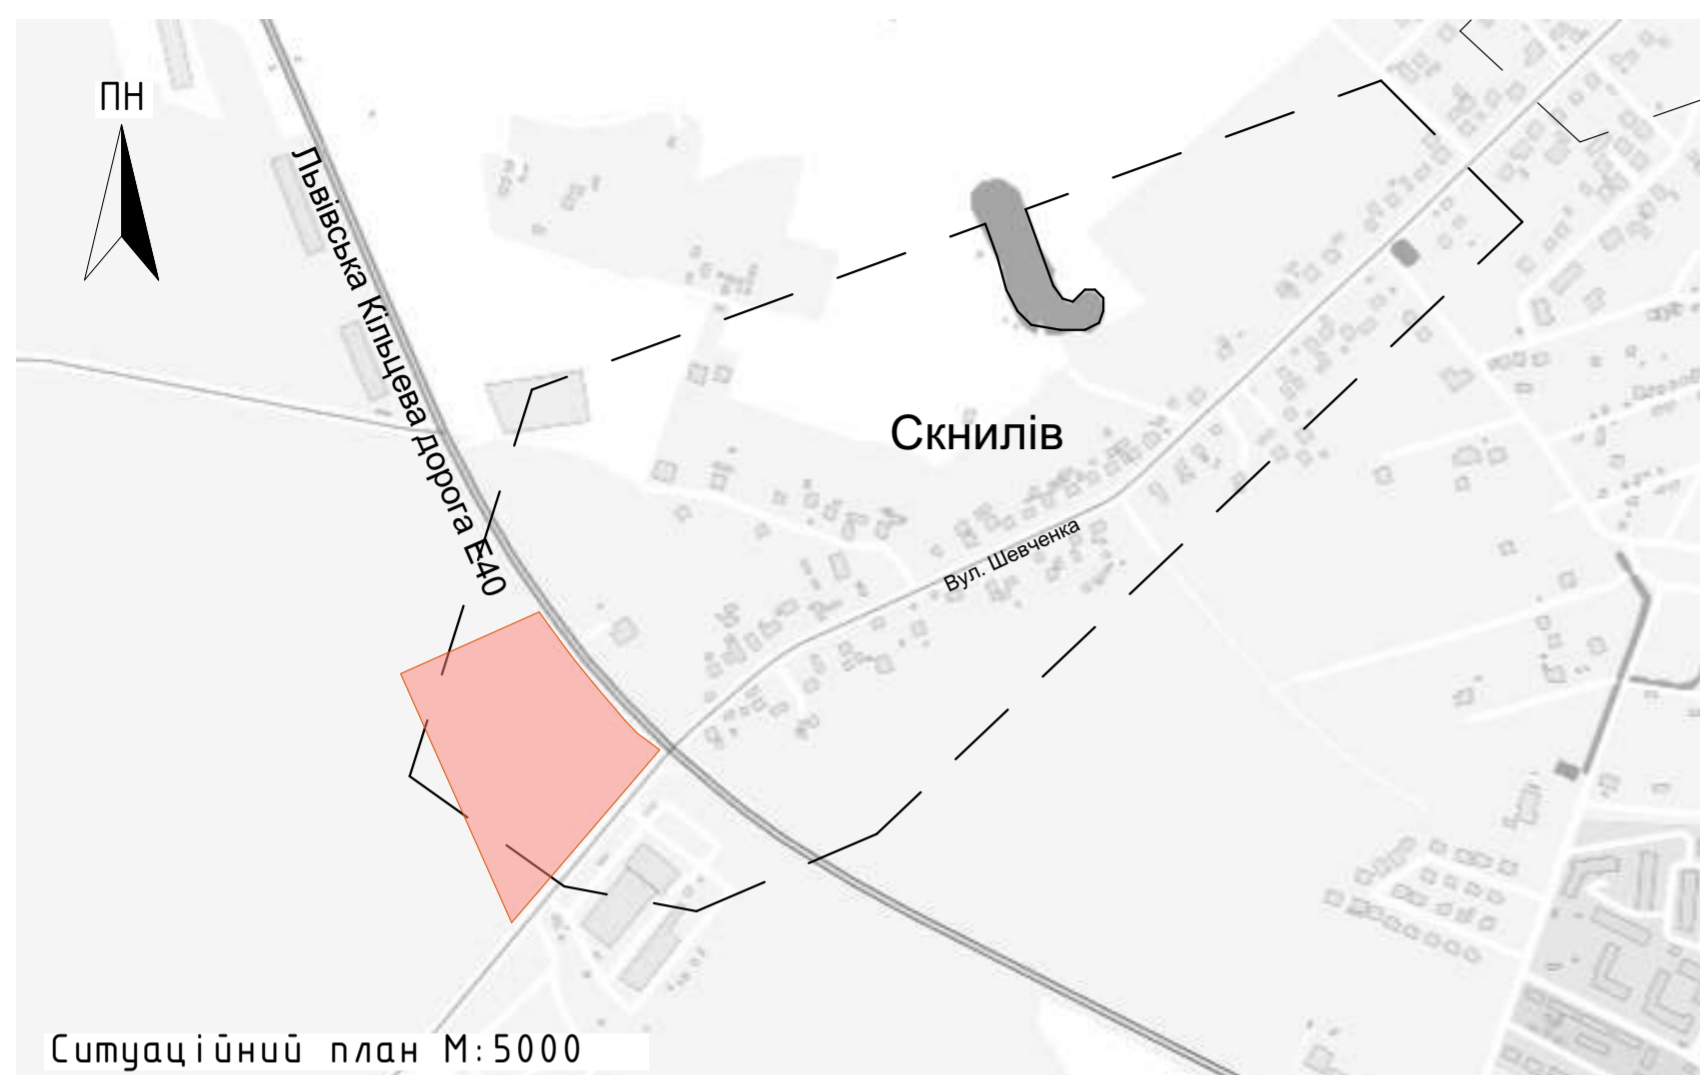 ПН
Львівська Кільцева дорога Е40
Скнилів
Вул. Шевченка
Ситуаційний план М:5000